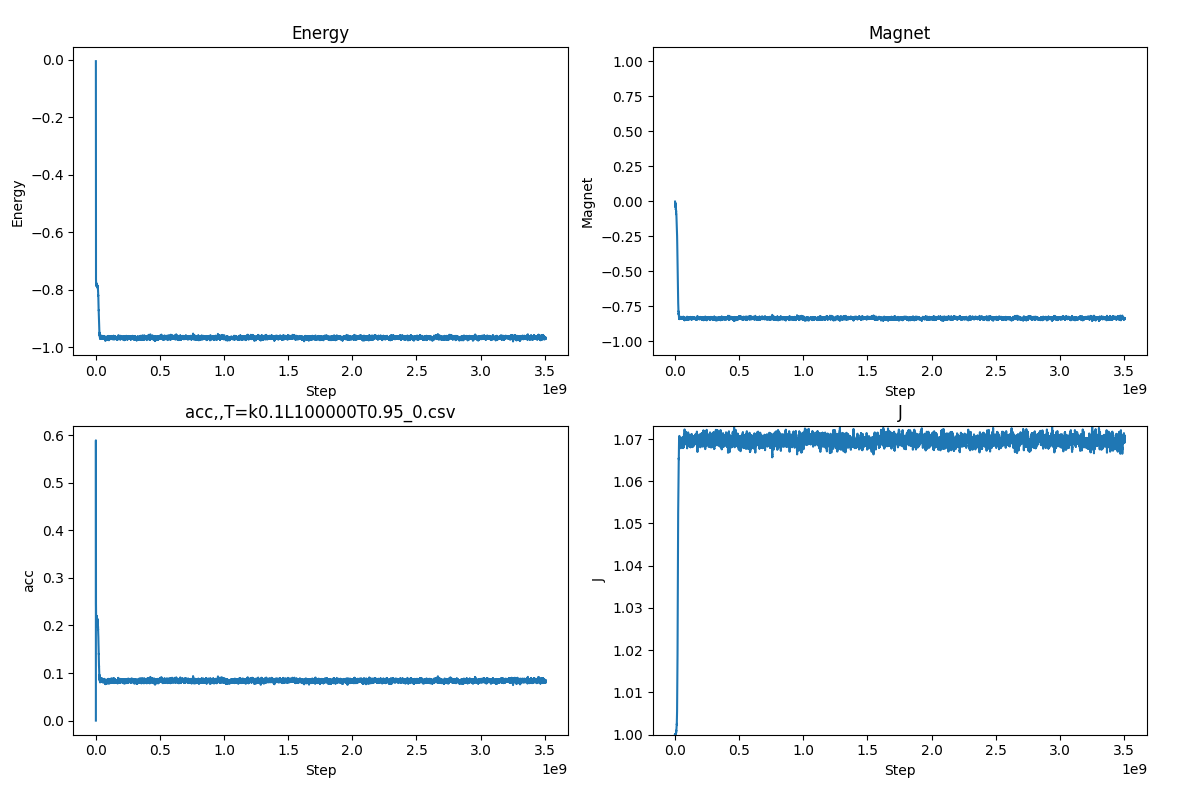 Energy
Energy
0.0
−0.2
−0.4
−0.6
−0.8
−1.0
0.0 0.5 1.0 1.5 2.0 2.5 3.0 3.5
1e9
Step
Magnet
Magnet
1.00
0.75
0.50
0.25
0.00
−0.25
−0.50
−0.75
−1.00
0.0 0.5 1.0 1.5 2.0 2.5 3.0 3.5
1e9
Step
acc,,T=k0.1L100000T0.95_0.csv
acc
0.6
0.5
0.4
0.3
0.2
0.1
0.0
0.0 0.5 1.0 1.5 2.0 2.5 3.0 3.5
1e9
Step
J
J
1.07
1.06
1.05
1.04
1.03
1.02
1.01
1.00
0.0 0.5 1.0 1.5 2.0 2.5 3.0 3.5
1e9
Step